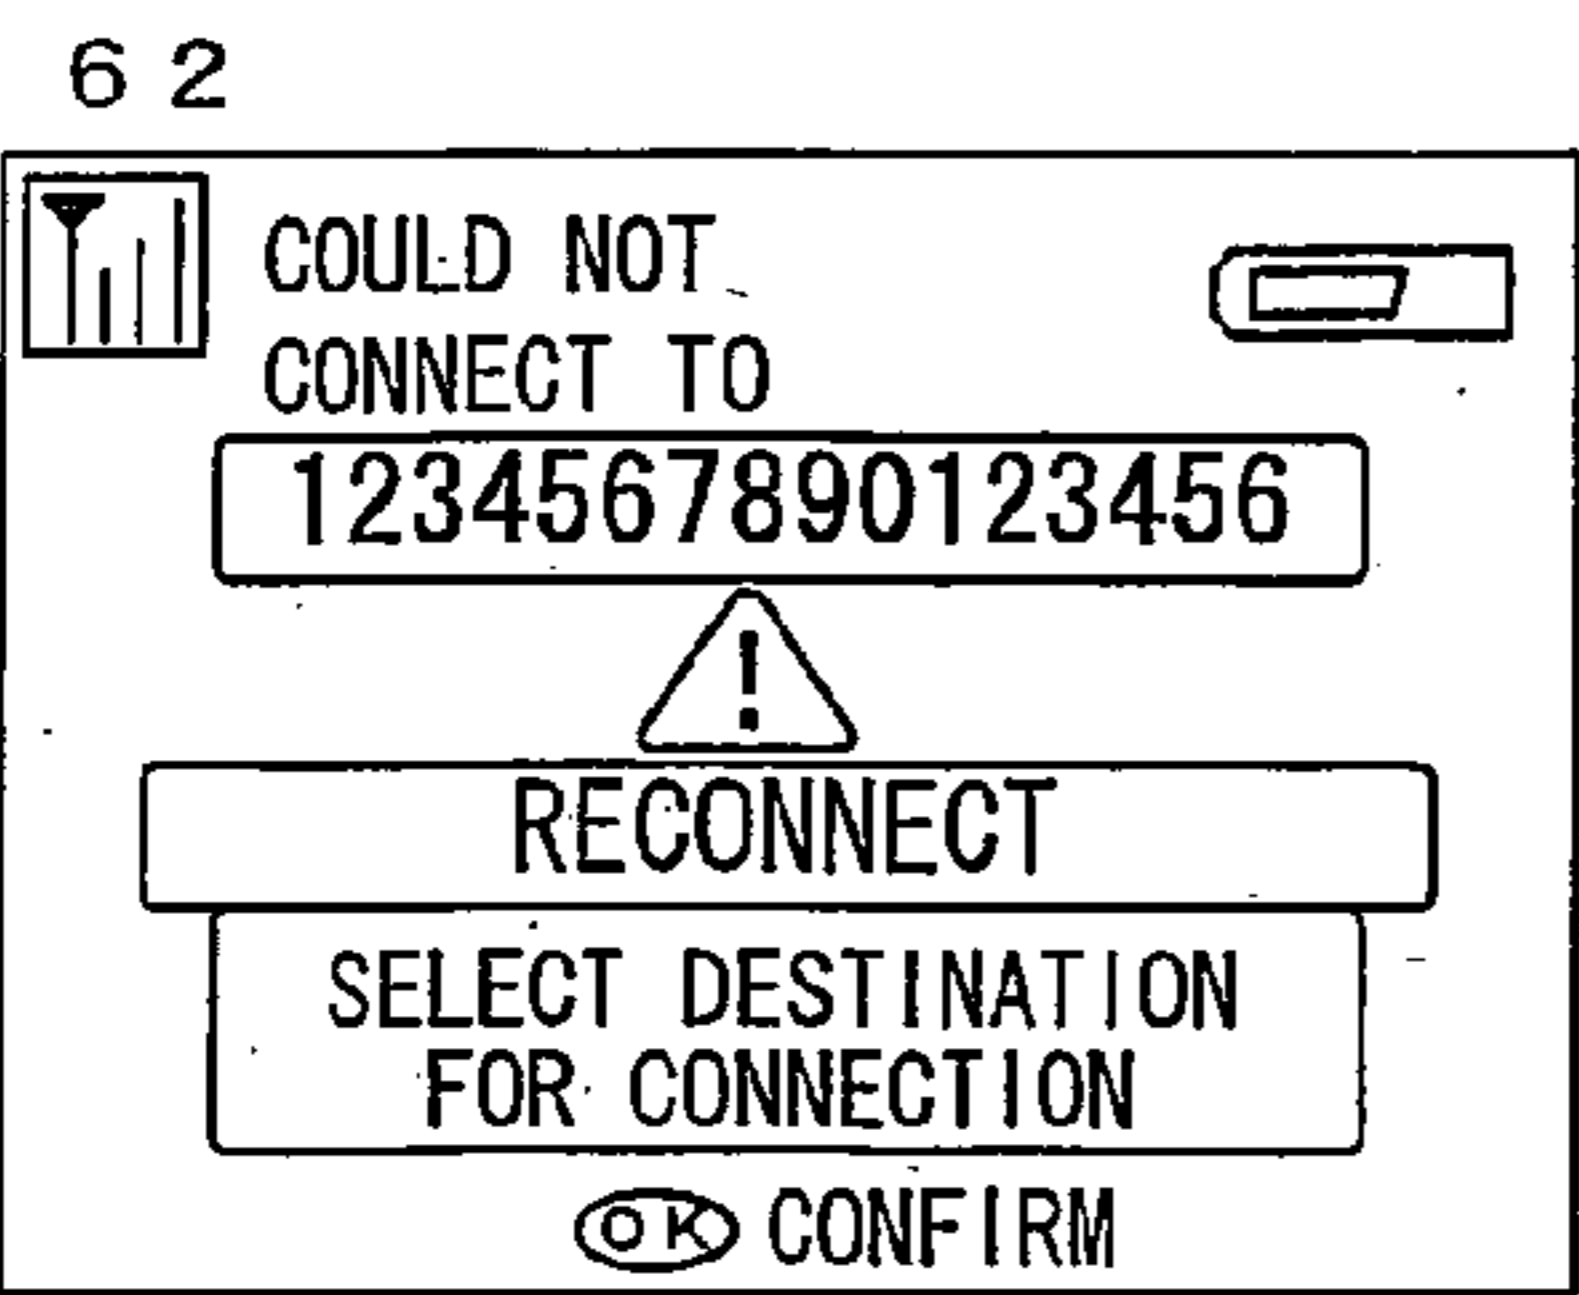 62
COULD NOT
CONNECT TO
1234567890123456
!
RECONNECT
SELECT DESTINATION
FOR CONNECTION
OK CONFIRM